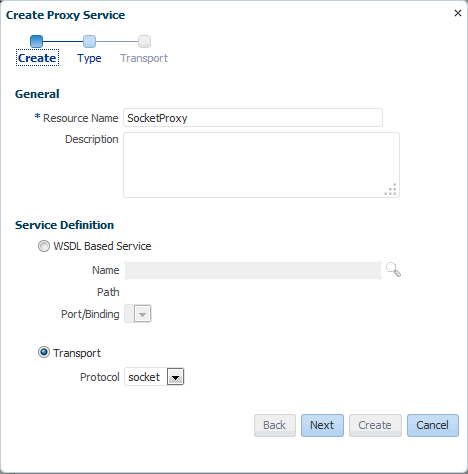 Create Proxy Service
Create Type Transport
General
* Resource Name SocketProxy
Description
Service Definition
WSDL Based Service
Name
Path
Port/Binding
Transport
Protocol socket
Back Next Create Cancel